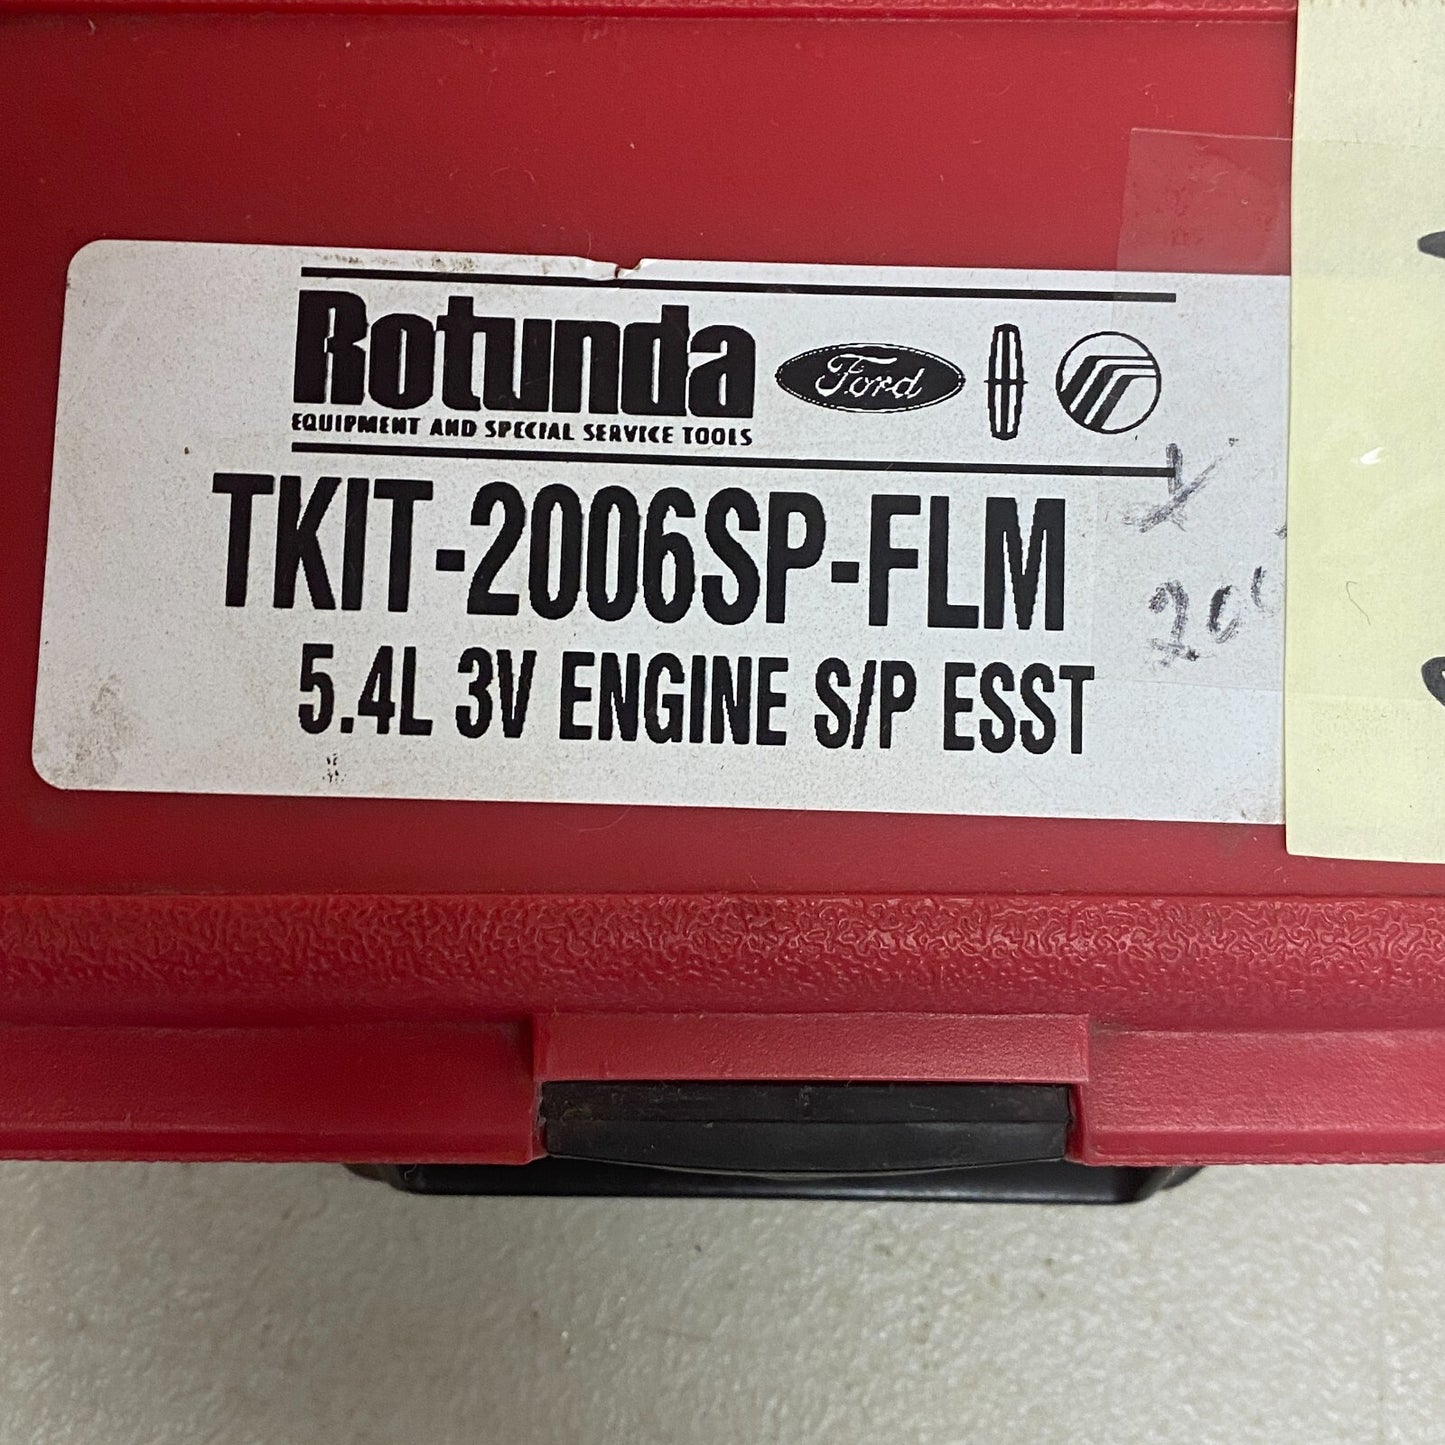 Rotunda Ford
EQUIPMENT AND SPECIAL SERVICE TOOLS
TKIT-2006SP-FLM
5.4L 3V ENGINE S/P ESST